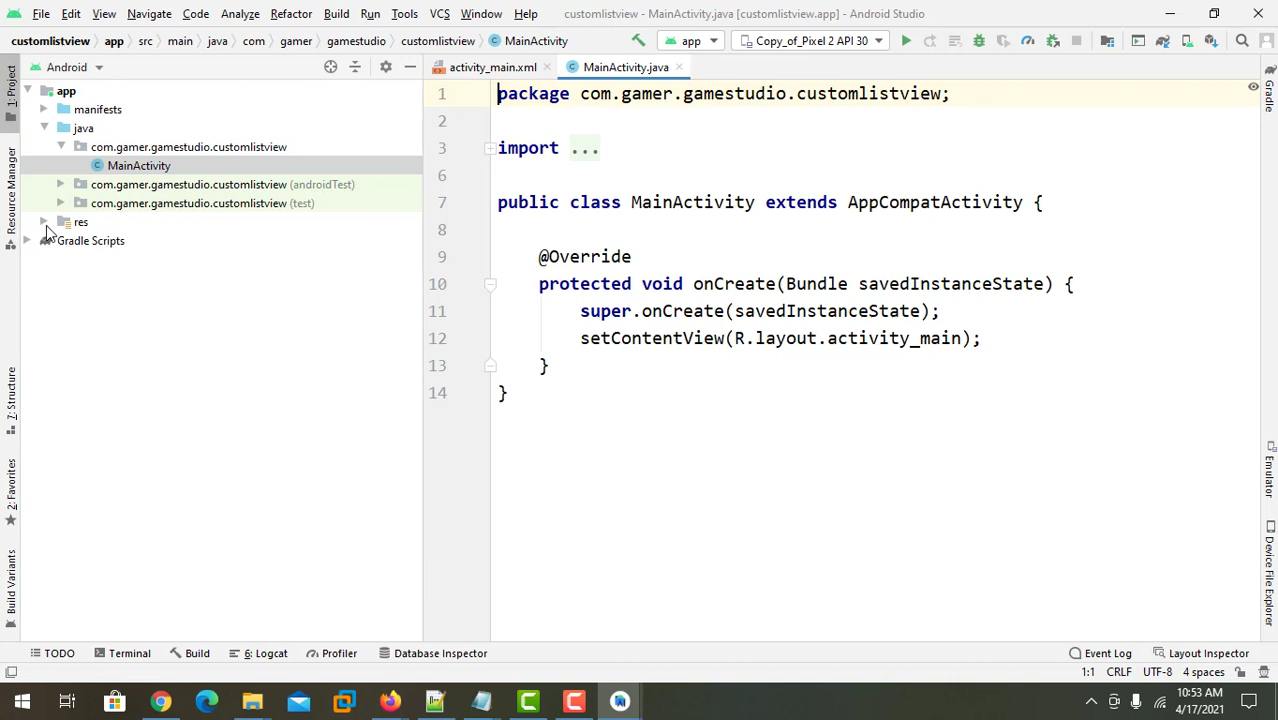 File Edit View Navigate Code Analyze Refactor Build Run Tools VCS Window Help customlistview - MainActivity.java [customlistview.app] - Android Studio
customlistview app src main java com gamer gamestudio customlistview MainActivity app Copy_of_Pixel 2 API 30
Android
activity_main.xml MainActivity.java
app
manifests
java
com.gamer.gamestudio.customlistview
MainActivity
com.gamer.gamestudio.customlistview (androidTest)
com.gamer.gamestudio.customlistview (test)
res
Gradle Scripts
1: Project
Resource Manager
7: Structure
2: Favorites
Build Variants
1 package com.gamer.gamestudio.customlistview;
2
3 import ...
6
7 public class MainActivity extends AppCompatActivity {
8
9 @Override
10 protected void onCreate(Bundle savedInstanceState) {
11 super.onCreate(savedInstanceState);
12 setContentView(R.layout.activity_main);
13 }
14 }
Gradle
Emulator
Device File Explorer
TODO Terminal Build 6: Logcat Profiler Database Inspector Event Log Layout Inspector
1:1 CRLF UTF-8 4 spaces
10:53 AM
4/17/2021